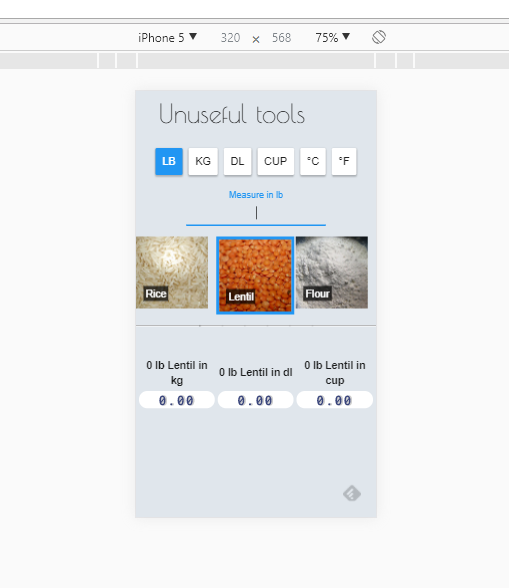 iPhone 5 ▼ 320 × 568 75% ▼
Unuseful tools
LB KG DL CUP °C °F
Measure in lb
Rice Lentil Flour
0 lb Lentil in kg
0 lb Lentil in dl
0 lb Lentil in cup
0.00 0.00 0.00